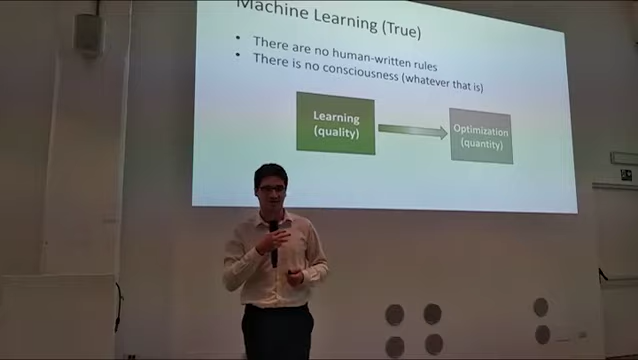 Machine Learning (True)
• There are no human-written rules
• There is no consciousness (whatever that is)
Learning
(quality)
Optimization
(quantity)